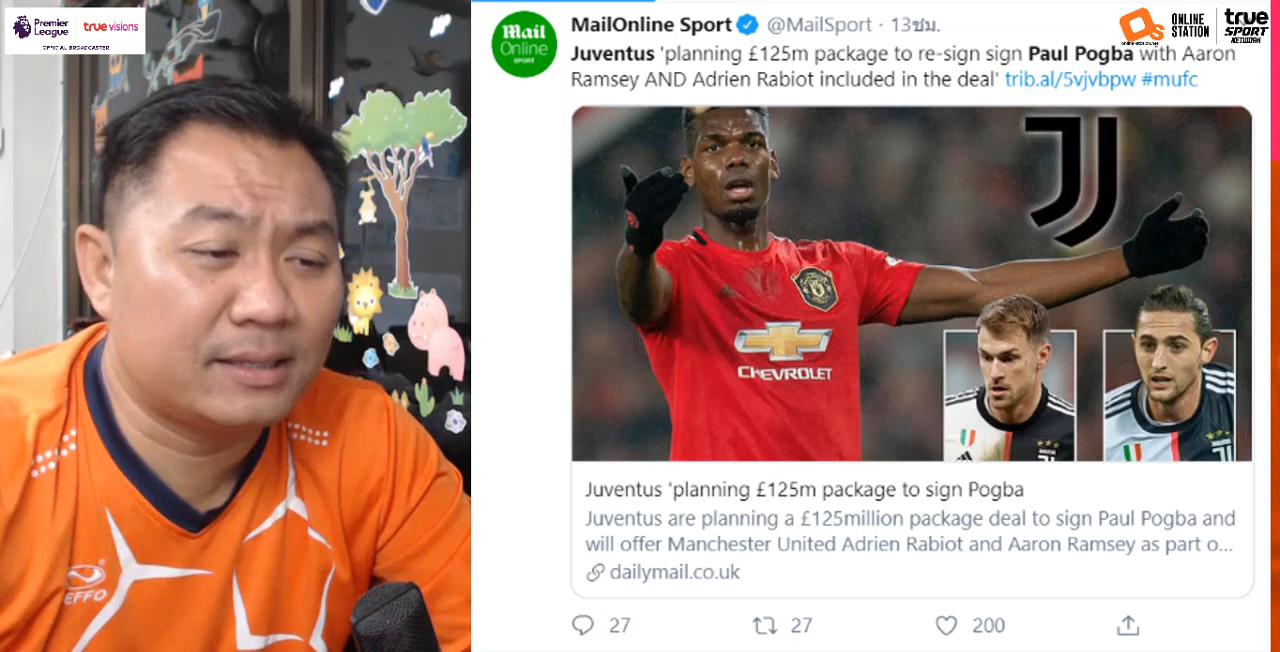 Premier League
true visions
OFFICIAL BROADCASTER
EFFO
Mail Online SPORT
MailOnline Sport @MailSport · 13ชม.
Juventus 'planning £125m package to re-sign sign Paul Pogba with Aaron
Ramsey AND Adrien Rabiot included in the deal' trib.al/5vjvbpw #mufc
ONLINE STATION
true SPORT NETWORK
CHEVROLET
Juventus 'planning £125m package to sign Pogba
Juventus are planning a £125million package deal to sign Paul Pogba and
will offer Manchester United Adrien Rabiot and Aaron Ramsey as part o...
dailymail.co.uk
27
27
200